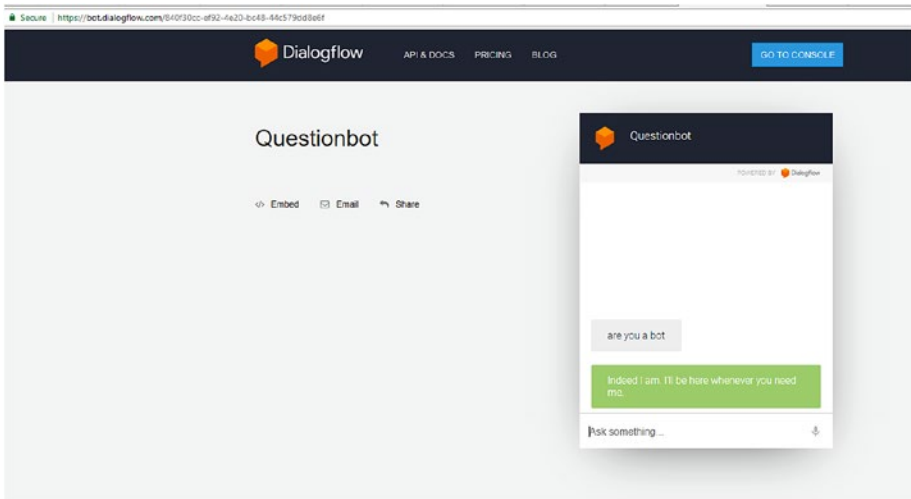 Secure | https://bot.dialogflow.com/840f30cc-ef92-4e20-bc48-44c579dd8e6f
Dialogflow API & DOCS PRICING BLOG GO TO CONSOLE
Questionbot
</> Embed Email Share
Questionbot
POWERED BY Dialogflow
are you a bot
Indeed I am. I'll be here whenever you need
me.
Ask something...